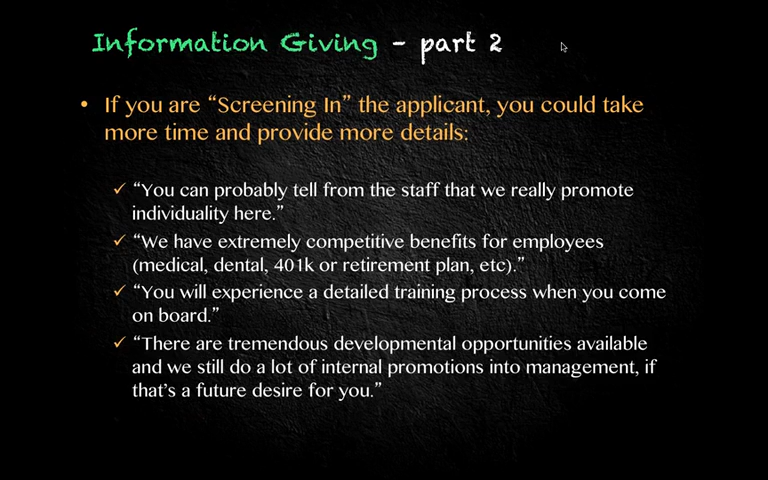 Information Giving - part 2
• If you are “Screening In” the applicant, you could take
more time and provide more details:
✓ “You can probably tell from the staff that we really promote
individuality here.”
✓ “We have extremely competitive benefits for employees
(medical, dental, 401k or retirement plan, etc).”
✓ “You will experience a detailed training process when you come
on board.”
✓ “There are tremendous developmental opportunities available
and we still do a lot of internal promotions into management, if
that’s a future desire for you.”